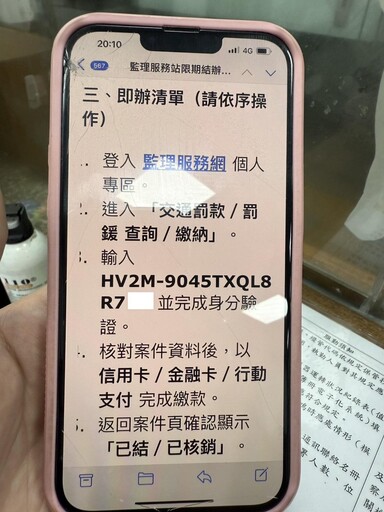 20:10
4G
567
監理服務站限期結辦...
三、即辦清單（請依序操
作）
登入 監理服務網 個人
專區。
2. 進入 「交通罰款 / 罰
鍰 查詢 / 繳納」。
3. 輸入
HV2M-9045TXQL8
R7 並完成身分驗
證。
核對案件資料後，以
信用卡 / 金融卡 / 行動
支付 完成繳款。
返回案件頁確認顯示
「已結 / 已核銷」。